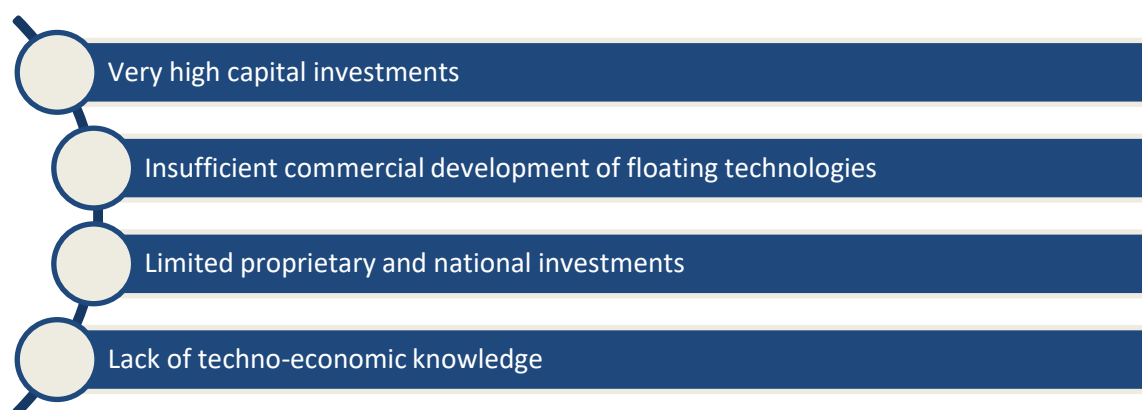 Very high capital investments
Insufficient commercial development of floating technologies
Limited proprietary and national investments
Lack of techno-economic knowledge